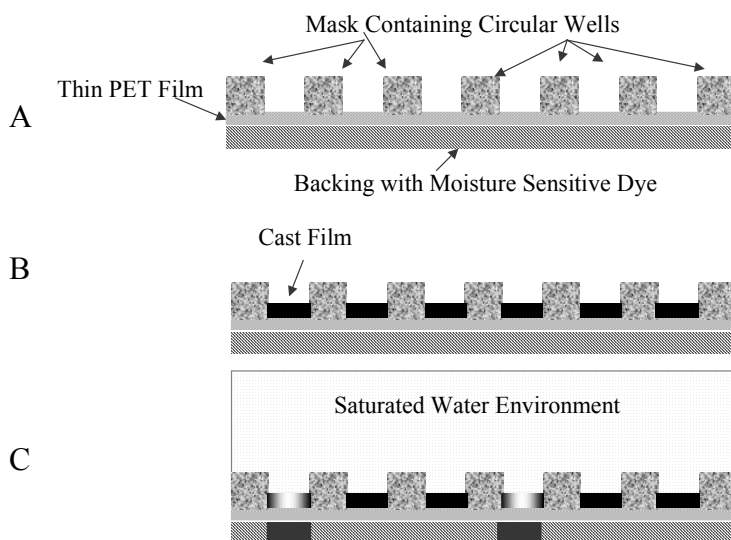 Mask Containing Circular Wells
Thin PET Film
A
Backing with Moisture Sensitive Dye
Cast Film
B
Saturated Water Environment
C